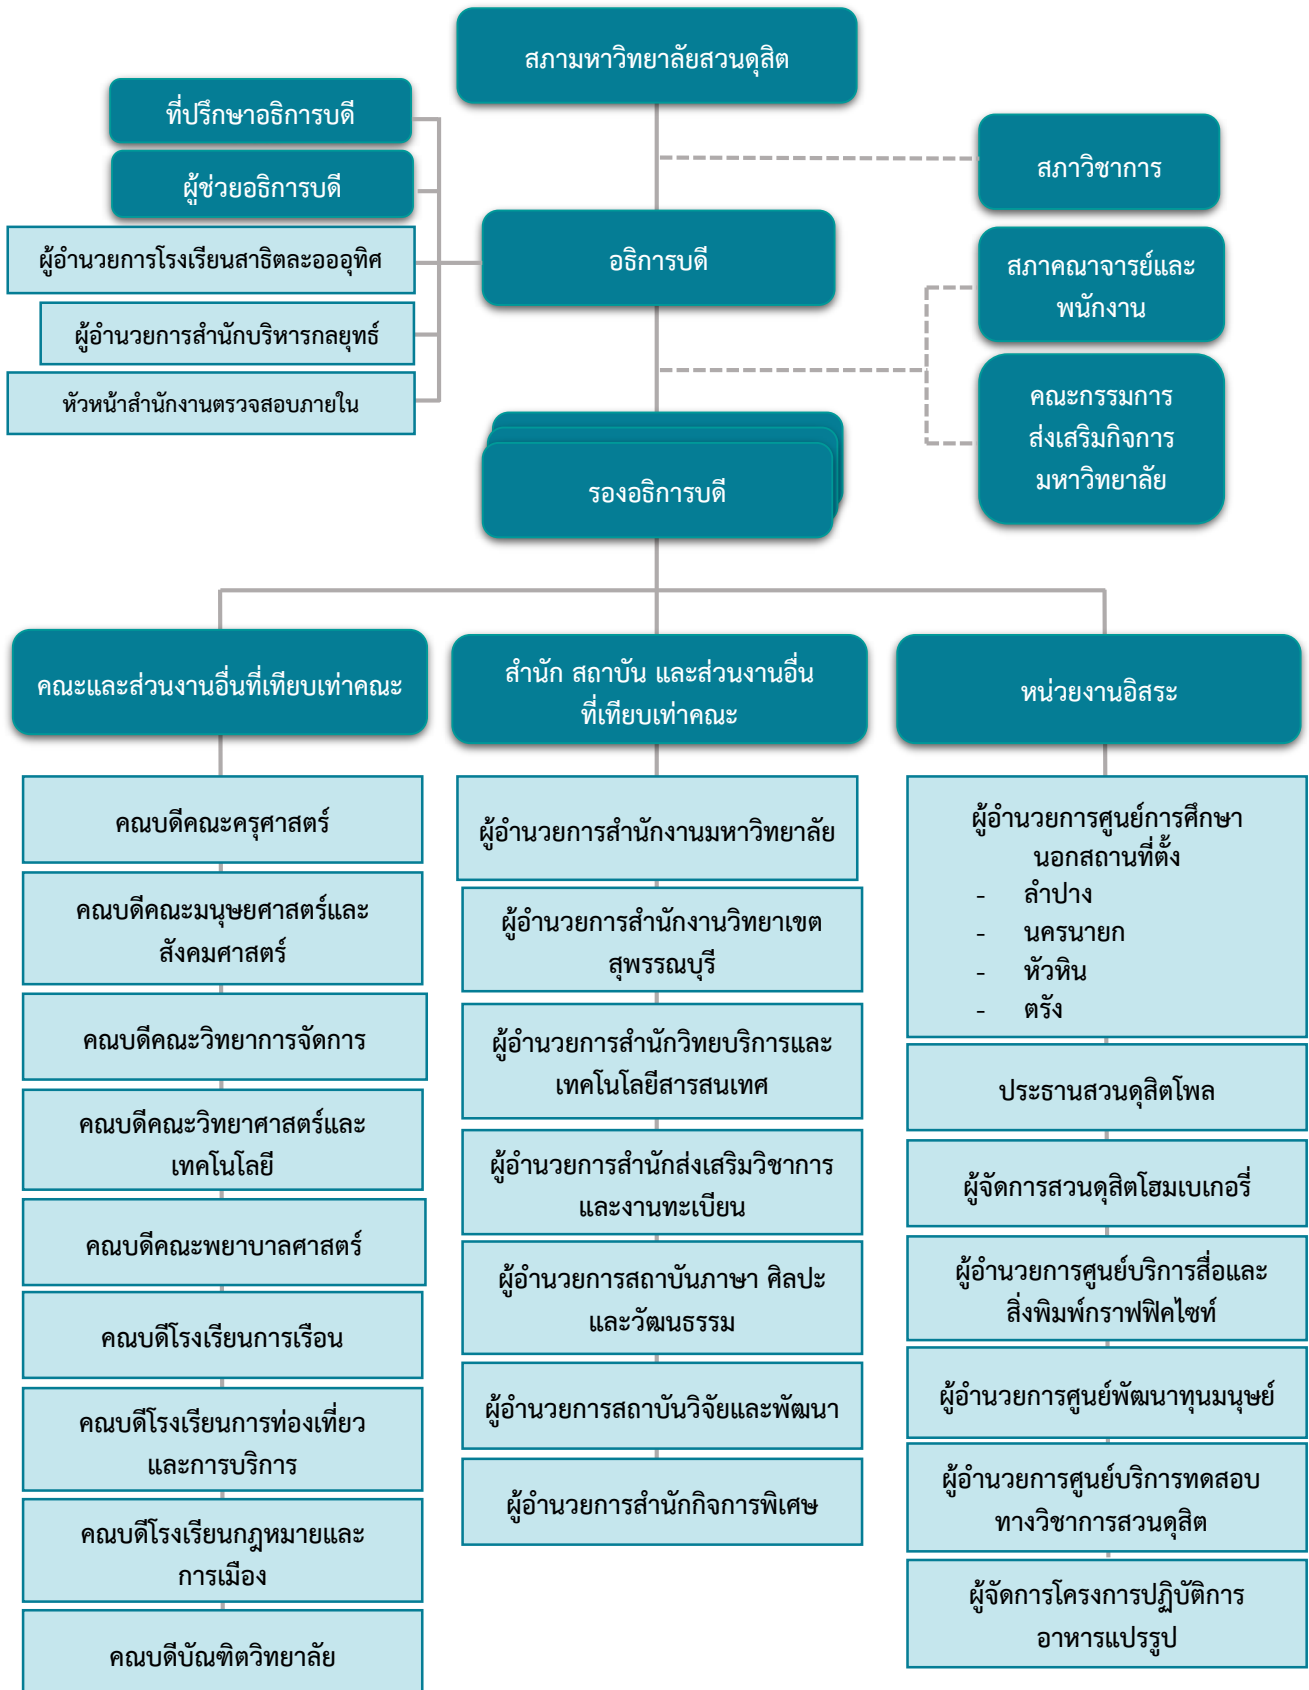 สภามหาวิทยาลัยสวนดุสิต
ที่ปรึกษาอธิการบดี
ผู้ช่วยอธิการบดี
ผู้อำนวยการโรงเรียนสาธิตละอออุทิศ
ผู้อำนวยการสำนักบริหารกลยุทธ์
หัวหน้าสำนักงานตรวจสอบภายใน
อธิการบดี
สภาวิชาการ
สภาคณาจารย์และ
พนักงาน
คณะกรรมการ
ส่งเสริมกิจการ
มหาวิทยาลัย
รองอธิการบดี
คณะและส่วนงานอื่นที่เทียบเท่าคณะ
คณบดีคณะครุศาสตร์
คณบดีคณะมนุษยศาสตร์และ
สังคมศาสตร์
คณบดีคณะวิทยาการจัดการ
คณบดีคณะวิทยาศาสตร์และ
เทคโนโลยี
คณบดีคณะพยาบาลศาสตร์
คณบดีโรงเรียนการเรือน
คณบดีโรงเรียนการท่องเที่ยว
และการบริการ
คณบดีโรงเรียนกฎหมายและ
การเมือง
คณบดีบัณฑิตวิทยาลัย
สำนัก สถาบัน และส่วนงานอื่น
ที่เทียบเท่าคณะ
ผู้อำนวยการสำนักงานมหาวิทยาลัย
ผู้อำนวยการสำนักงานวิทยาเขต
สุพรรณบุรี
ผู้อำนวยการสำนักวิทยบริการและ
เทคโนโลยีสารสนเทศ
ผู้อำนวยการสำนักส่งเสริมวิชาการ
และงานทะเบียน
ผู้อำนวยการสถาบันภาษา ศิลปะ
และวัฒนธรรม
ผู้อำนวยการสถาบันวิจัยและพัฒนา
ผู้อำนวยการสำนักกิจการพิเศษ
หน่วยงานอิสระ
ผู้อำนวยการศูนย์การศึกษา
นอกสถานที่ตั้ง
- ลำปาง
- นครนายก
- หัวหิน
- ตรัง
ประธานสวนดุสิตโพล
ผู้จัดการสวนดุสิตโฮมเบเกอรี่
ผู้อำนวยการศูนย์บริการสื่อและ
สิ่งพิมพ์กราฟฟิคไซท์
ผู้อำนวยการศูนย์พัฒนาทุนมนุษย์
ผู้อำนวยการศูนย์บริการทดสอบ
ทางวิชาการสวนดุสิต
ผู้จัดการโครงการปฏิบัติการ
อาหารแปรรูป